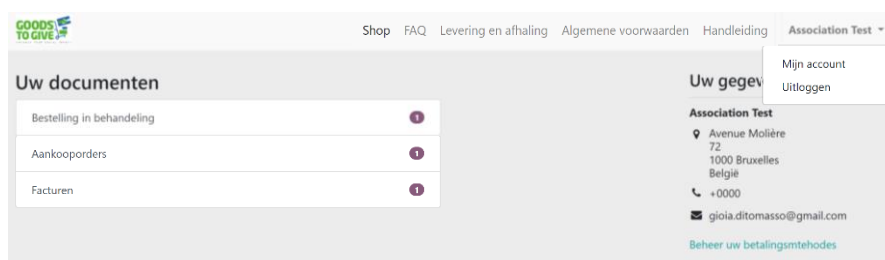 GOODS
TO GIVE
Shop FAQ Levering en afhaling Algemene voorwaarden Handleiding Association Test
Mijn account
Uitloggen
Uw documenten
Bestelling in behandeling 1
Aankooporders 1
Facturen 1
Uw
Association Test
Avenue Molière
72
1000 Bruxelles
België
+0000
gioia.ditomasso@gmail.com
Beheer uw betalingsmtehodes